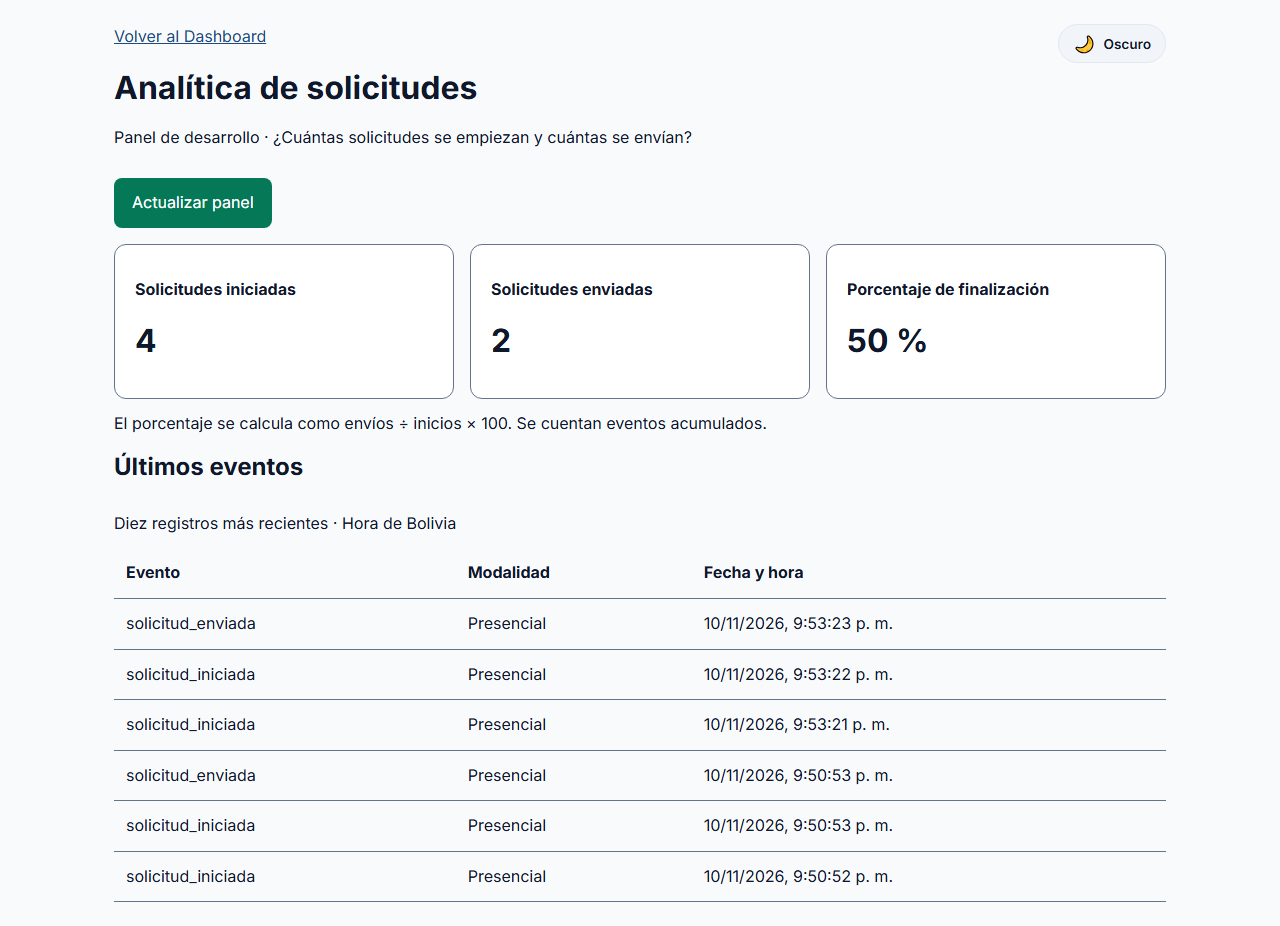 Volver al Dashboard
🌙 Oscuro
Analítica de solicitudes
Panel de desarrollo · ¿Cuántas solicitudes se empiezan y cuántas se envían?
Actualizar panel
Solicitudes iniciadas
4
Solicitudes enviadas
2
Porcentaje de finalización
50 %
El porcentaje se calcula como envíos ÷ inicios × 100. Se cuentan eventos acumulados.
Últimos eventos
Diez registros más recientes · Hora de Bolivia
Evento Modalidad Fecha y hora
solicitud_enviada Presencial 10/11/2026, 9:53:23 p. m.
solicitud_iniciada Presencial 10/11/2026, 9:53:22 p. m.
solicitud_iniciada Presencial 10/11/2026, 9:53:21 p. m.
solicitud_enviada Presencial 10/11/2026, 9:50:53 p. m.
solicitud_iniciada Presencial 10/11/2026, 9:50:53 p. m.
solicitud_iniciada Presencial 10/11/2026, 9:50:52 p. m.